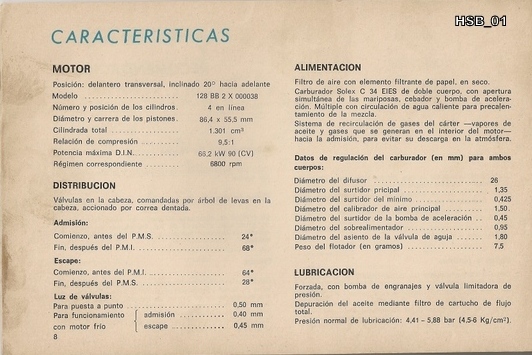 HSB_01
CARACTERISTICAS
MOTOR
Posición: delantero transversal, inclinado 20° hacia adelante
Modelo ........................ 128 BB 2 X 000038
Número y posición de los cilindros. 4 en línea
Diámetro y carrera de los pistones. 86,4 x 55,5 mm
Cilindrada total ................ 1.301 cm³
Relación de compresión .......... 9,5:1
Potencia máxima D.I.N. ............ 66,2 kW 90 (CV)
Régimen correspondiente .......... 6800 rpm
DISTRIBUCION
Válvulas en la cabeza, comandadas por árbol de levas en la
cabeza, accionado por correa dentada.
Admisión:
Comienzo, antes del P.M.S. ................ 24°
Fin, después del P.M.I. .................... 68°
Escape:
Comienzo, antes del P.M.I. ................ 64°
Fin, después del P.M.S. .................... 28°
Luz de válvulas:
Para puesta a punto .................... 0,50 mm
Para funcionamiento admisión ........... 0,40 mm
con motor frío escape ............. 0,45 mm
8
ALIMENTACION
Filtro de aire con elemento filtrante de papel, en seco.
Carburador Solex C 34 EIES de doble cuerpo, con apertura
simultánea de las mariposas, cebador y bomba de acelera-
ción. Múltiple con circulación de agua caliente para precalen-
tamiento de la mezcla.
Sistema de recirculación de gases del cárter —vapores de
aceite y gases que se generan en el interior del motor—
hacia la admisión, para evitar su descarga en la atmósfera.
Datos de regulación del carburador (en mm) para ambos
cuerpos:
Diámetro del difusor ........................ 26
Diámetro del surtidor pricipal ................ 1,35
Diámetro del surtidor del mínimo .............. 0,425
Diámetro del calibrador de aire principal ...... 1,50
Diámetro del surtidor de la bomba de aceleración .. 0,45
Diámetro del sobrealimentador ................ 0,95
Diámetro del asiento de la válvula de aguja ...... 1,80
Peso del flotador (en gramos) ................ 7,5
LUBRICACION
Forzada, con bomba de engranajes y válvula limitadora de
presión.
Depuración del aceite mediante filtro de cartucho de flujo
total.
Presión normal de lubricación: 4,41 – 5,88 bar (4.5-6 Kg/cm²).